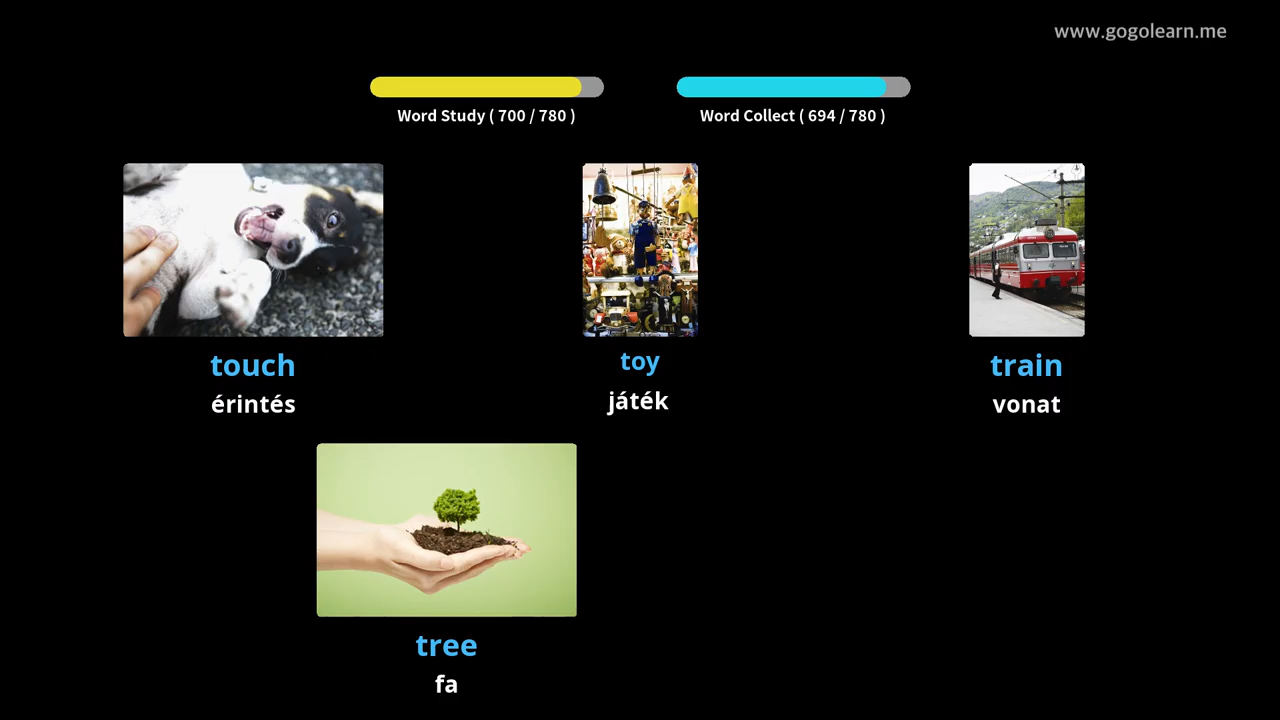 www.gogolearn.me
Word Study ( 700 / 780 )
Word Collect ( 694 / 780 )
touch
érintés
toy
játék
train
vonat
tree
fa